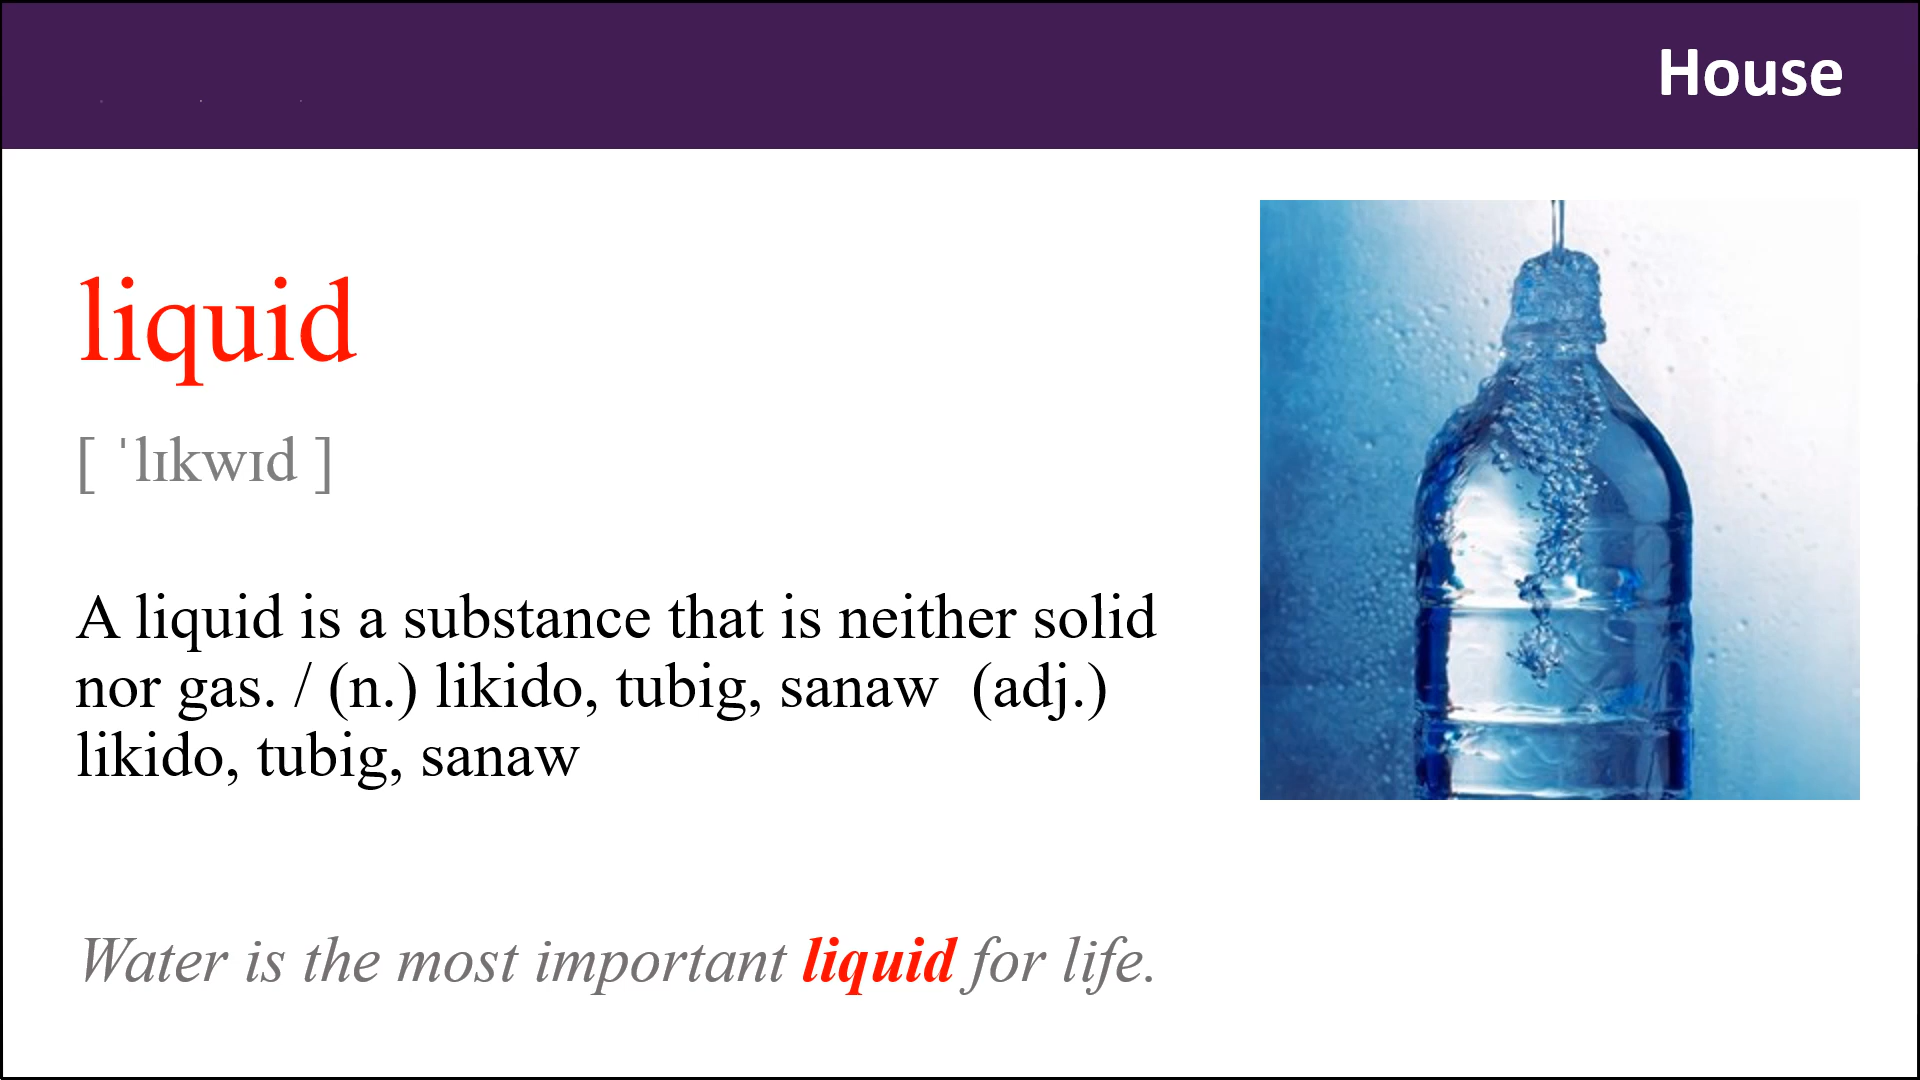 House
liquid
[ ˈlɪkwɪd ]
A liquid is a substance that is neither solid
nor gas. / (n.) likido, tubig, sanaw  (adj.)
likido, tubig, sanaw
Water is the most important liquid for life.